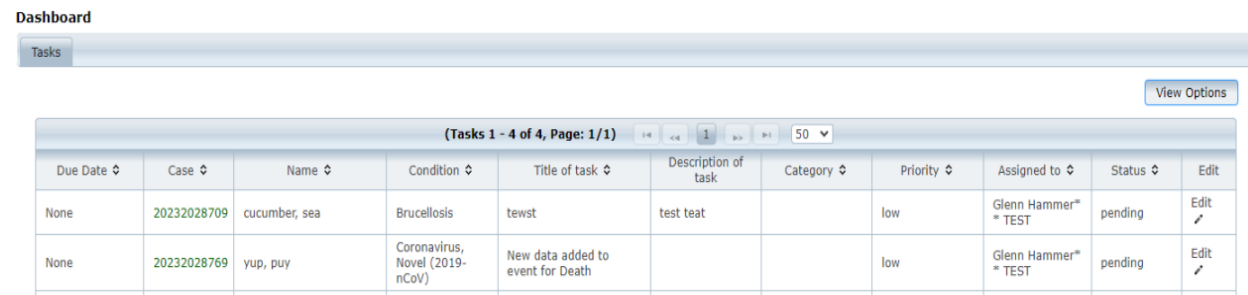 Dashboard
Tasks
View Options
(Tasks 1 - 4 of 4, Page: 1/1) 1 50
Due Date Case Name Condition Title of task Description of task Category Priority Assigned to Status Edit
None 20232028709 cucumber, sea Brucellosis tewst test teat low Glenn Hammer* * TEST pending Edit
None 20232028769 yup, puy Coronavirus, Novel (2019-nCoV) New data added to event for Death low Glenn Hammer* * TEST pending Edit